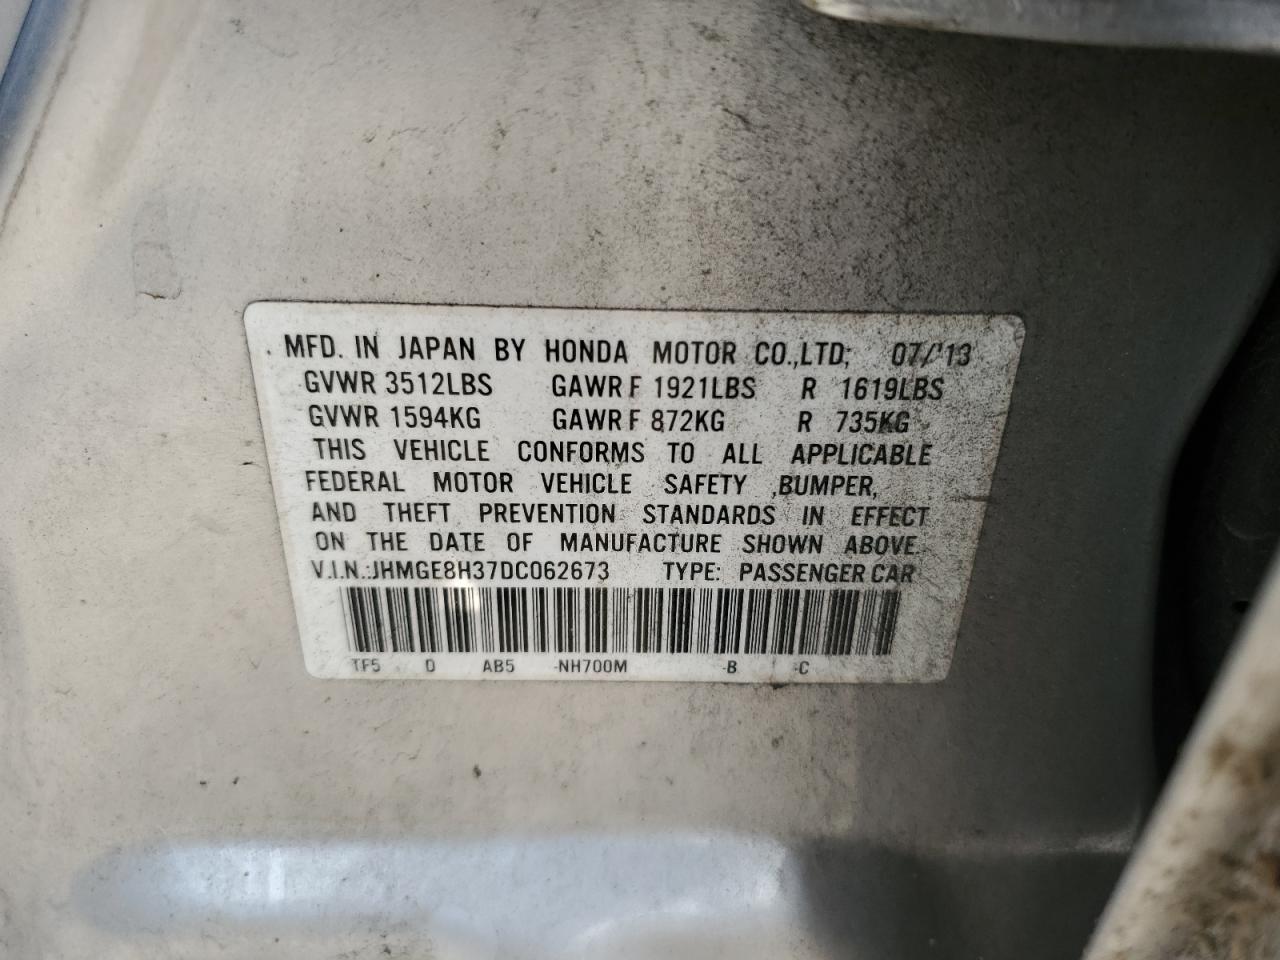 MFD. IN JAPAN BY HONDA MOTOR CO.,LTD; 07/'13
GVWR 3512LBS GAWR F 1921LBS R 1619LBS
GVWR 1594KG GAWR F 872KG R 735KG
THIS VEHICLE CONFORMS TO ALL APPLICABLE
FEDERAL MOTOR VEHICLE SAFETY ,BUMPER,
AND THEFT PREVENTION STANDARDS IN EFFECT
ON THE DATE OF MANUFACTURE SHOWN ABOVE.
V.I.N.:JHMGE8H37DC062673 TYPE: PASSENGER CAR
TF5 0 AB5 -NH700M -B -C